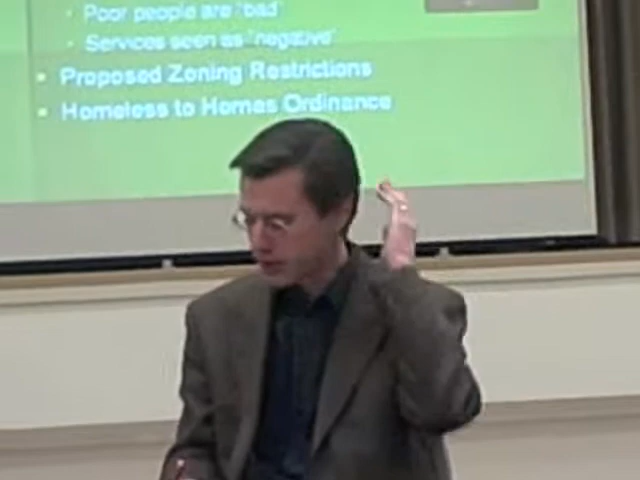 Poor people are "bad"
Services seen as "negative"
Proposed Zoning Restrictions
Homeless to Homes Ordinance